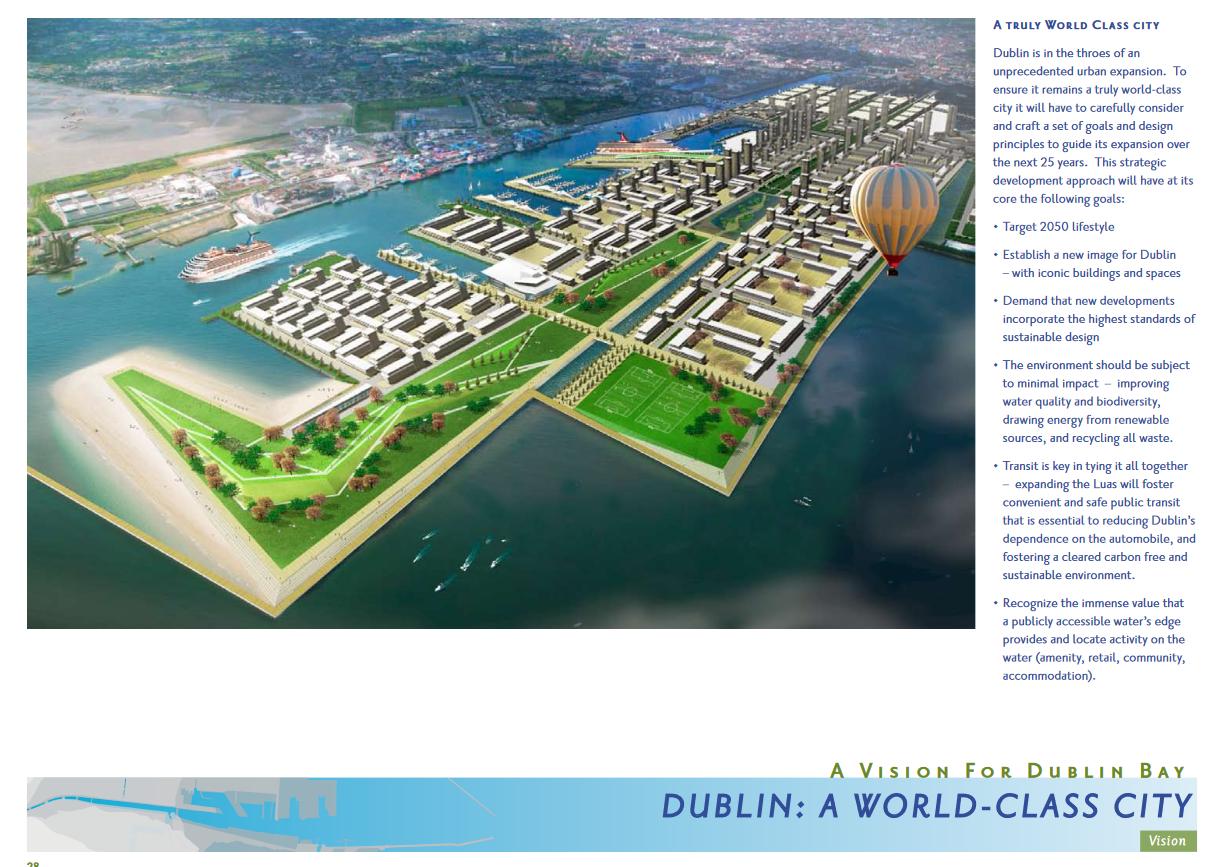 A TRULY WORLD CLASS CITY
Dublin is in the throes of an
unprecedented urban expansion. To
ensure it remains a truly world-class
city it will have to carefully consider
and craft a set of goals and design
principles to guide its expansion over
the next 25 years. This strategic
development approach will have at its
core the following goals:
• Target 2050 lifestyle
• Establish a new image for Dublin
– with iconic buildings and spaces
• Demand that new developments
incorporate the highest standards of
sustainable design
• The environment should be subject
to minimal impact – improving
water quality and biodiversity,
drawing energy from renewable
sources, and recycling all waste.
• Transit is key in tying it all together
– expanding the Luas will foster
convenient and safe public transit
that is essential to reducing Dublin's
dependence on the automobile, and
fostering a cleared carbon free and
sustainable environment.
• Recognize the immense value that
a publicly accessible water's edge
provides and locate activity on the
water (amenity, retail, community,
accommodation).
A VISION FOR DUBLIN BAY
DUBLIN: A WORLD-CLASS CITY
Vision
28